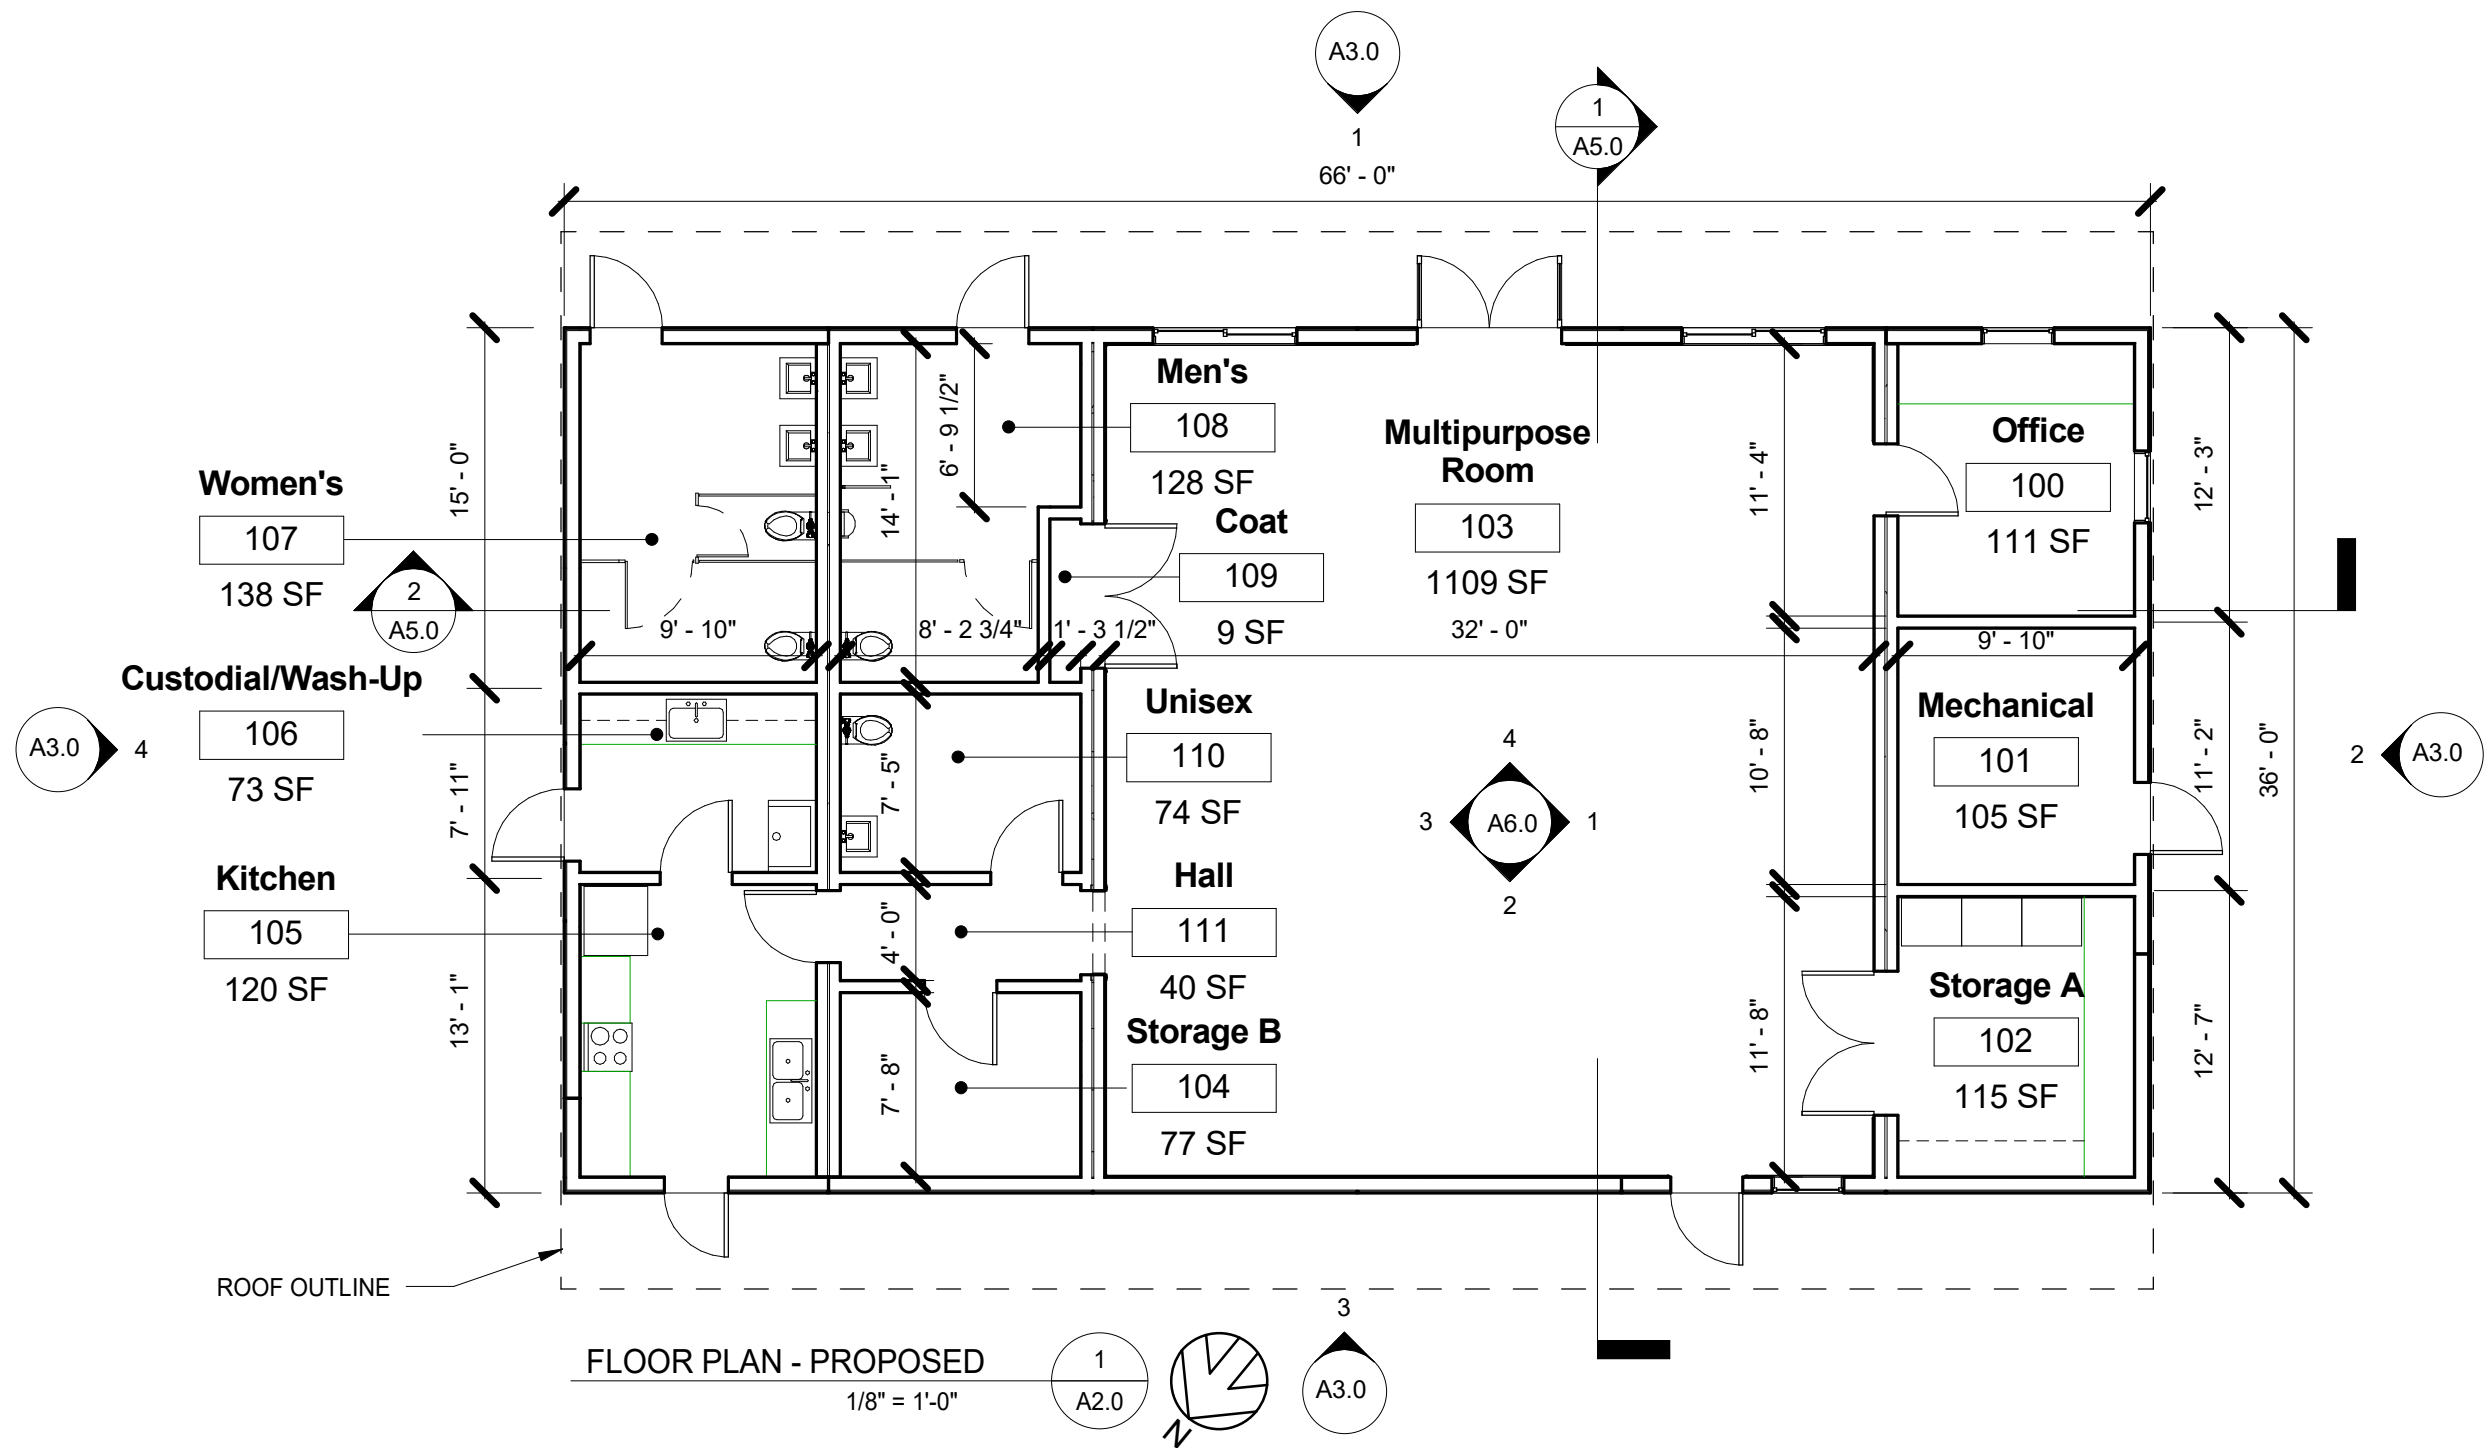 A3.0
1
1
A5.0
66' - 0"
Women's
107
138 SF
15' - 0"
2
A5.0
Custodial/Wash-Up
106
73 SF
7' - 11"
A3.0
4
Kitchen
105
120 SF
13' - 1"
6' - 9 1/2"
14' - 1"
Men's
108
128 SF
Coat
109
9 SF
Multipurpose
Room
103
1109 SF
11' - 4"
Office
100
111 SF
12' - 3"
9' - 10"
8' - 2 3/4"
1' - 3 1/2"
32' - 0"
9' - 10"
Unisex
110
74 SF
7' - 5"
Hall
111
40 SF
4' - 0"
Storage B
104
77 SF
7' - 8"
4
3
A6.0
1
2
10' - 8"
Mechanical
101
105 SF
11' - 2"
36' - 0"
2
A3.0
11' - 8"
Storage A
102
115 SF
12' - 7"
ROOF OUTLINE
FLOOR PLAN - PROPOSED
1/8" = 1'-0"
1
A2.0
N
3
A3.0